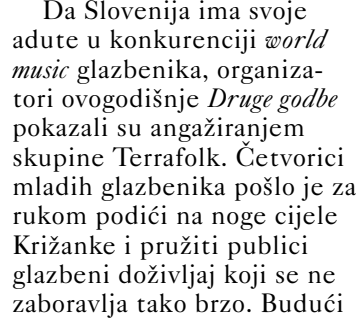 Da Slovenija ima svoje
adute u konkurenciji world
music glazbenika, organiza-
tori ovogodišnje Druge godbe
pokazali su angažiranjem
skupine Terrafolk. Četvorici
mladih glazbenika pošlo je za
rukom podići na noge cijele
Križanke i pružiti publici
glazbeni doživljaj koji se ne
zaboravlja tako brzo. Budući